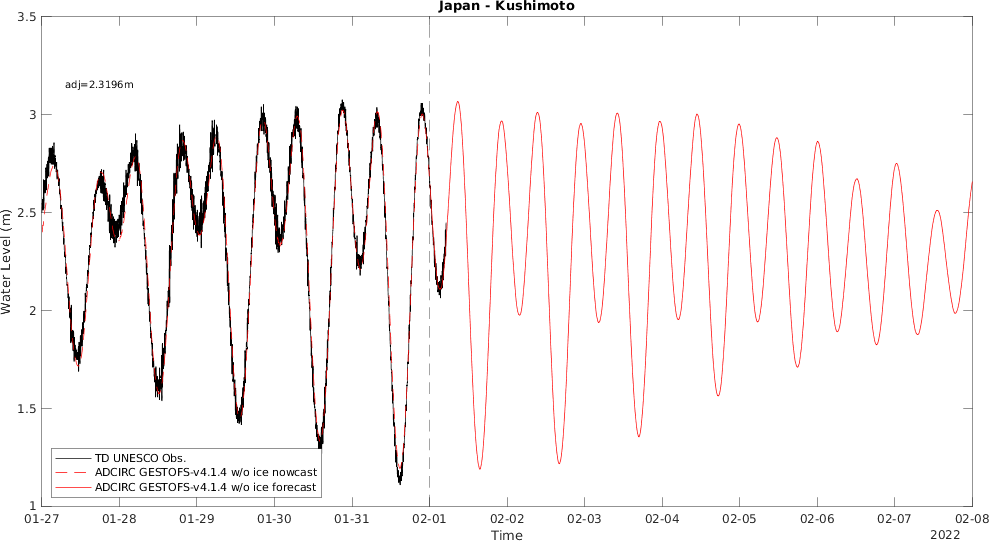 Japan - Kushimoto
3.5
adj=2.3196m
3
2.5
Water Level (m)
2
1.5
TD UNESCO Obs.
ADCIRC GESTOFS-v4.1.4 w/o ice nowcast
ADCIRC GESTOFS-v4.1.4 w/o ice forecast
1
01-27 01-28 01-29 01-30 01-31 02-01 02-02 02-03 02-04 02-05 02-06 02-07 02-08
Time
2022